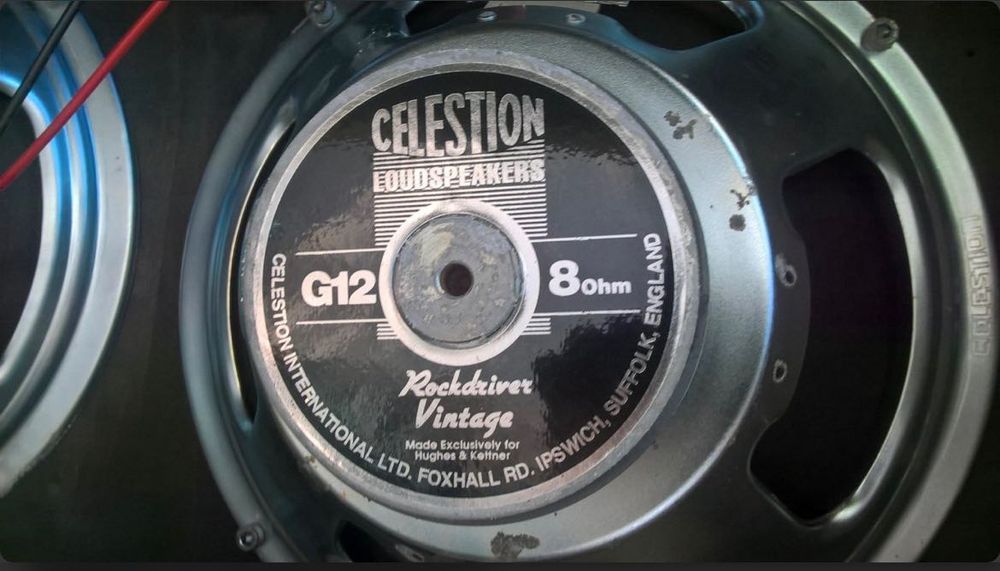 CELESTION
LOUDSPEAKERS
G12
8 Ohm
Rockdriver
Vintage
Made Exclusively for
Hughes & Kettner
CELESTION INTERNATIONAL LTD. FOXHALL RD. IPSWICH, SUFFOLK, ENGLAND
CELESTION